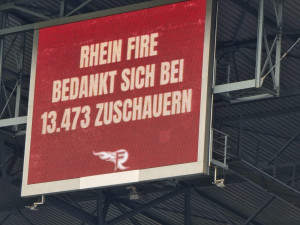 RHEIN FIRE
BEDANKT SICH BEI
13.473 ZUSCHAUERN